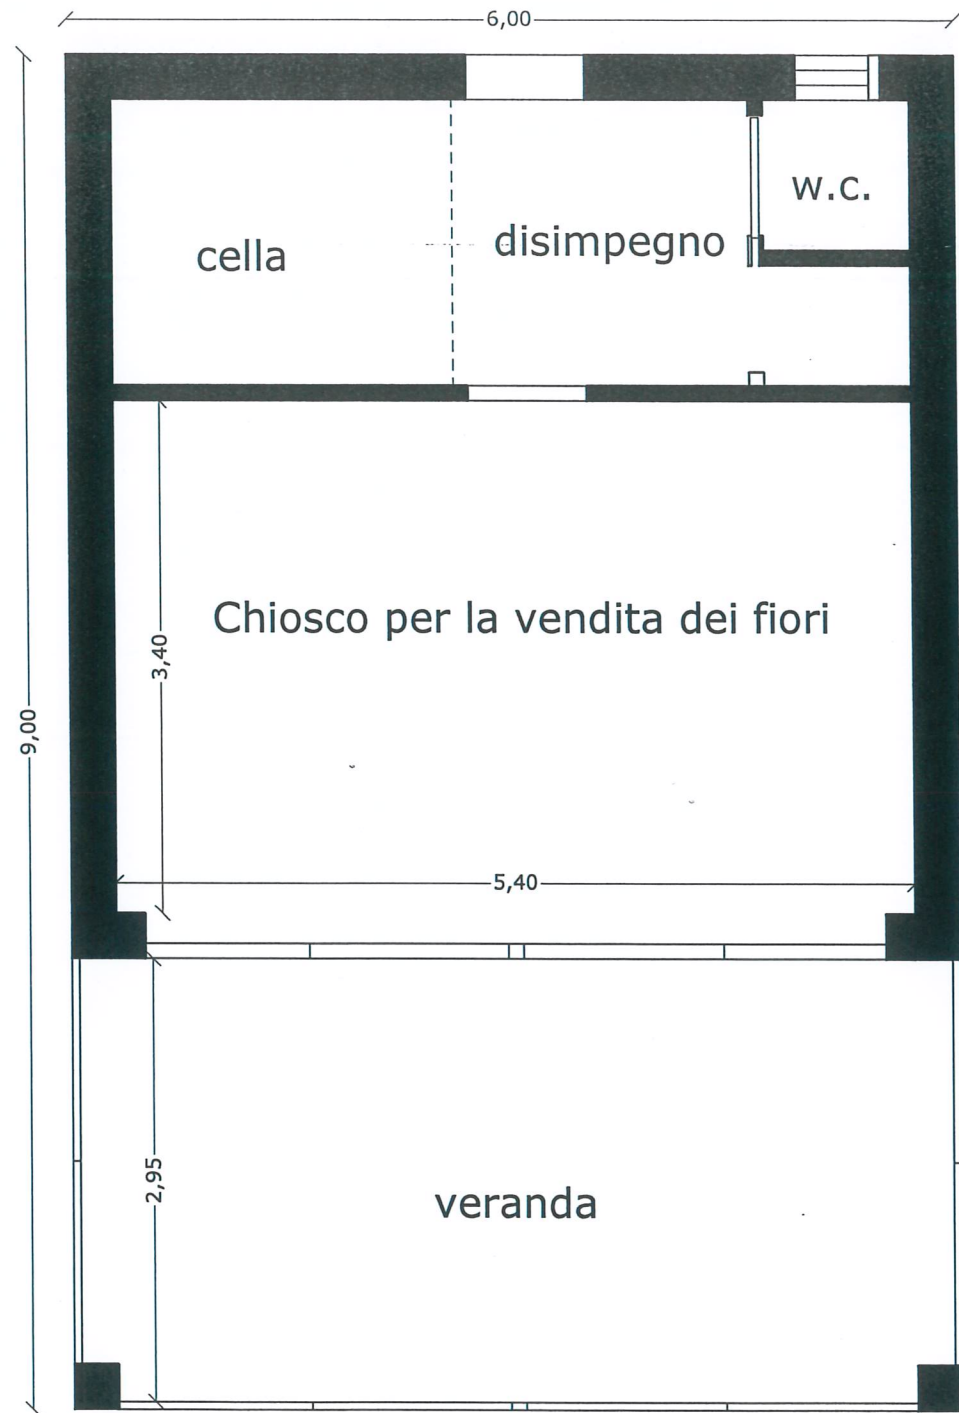 6,00
w.c.
cella
disimpegno
Chiosco per la vendita dei fiori
3,40
9,00
5,40
2,95
veranda